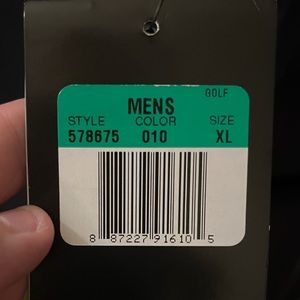 GOLF
MENS
STYLE COLOR SIZE
578675 010 XL
8 87227 91610 5